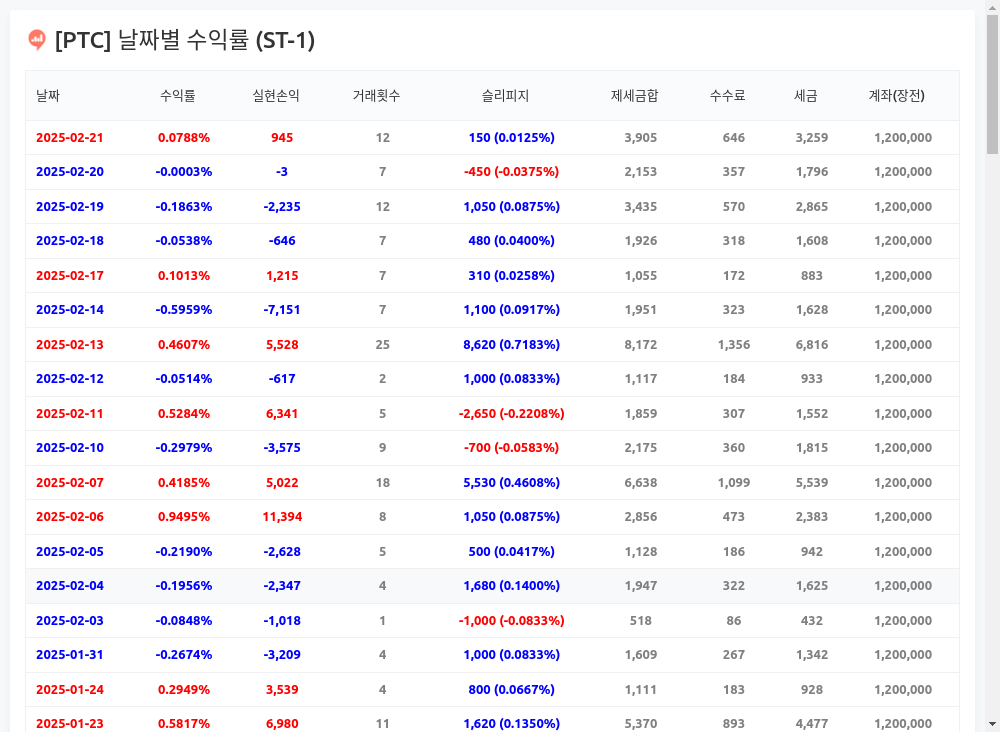 [PTC] 날짜별 수익률 (ST-1)
날짜 수익률 실현손익 거래횟수 슬리피지 제세금합 수수료 세금 계좌(장전)
2025-02-21 0.0788% 945 12 150 (0.0125%) 3,905 646 3,259 1,200,000
2025-02-20 -0.0003% -3 7 -450 (-0.0375%) 2,153 357 1,796 1,200,000
2025-02-19 -0.1863% -2,235 12 1,050 (0.0875%) 3,435 570 2,865 1,200,000
2025-02-18 -0.0538% -646 7 480 (0.0400%) 1,926 318 1,608 1,200,000
2025-02-17 0.1013% 1,215 7 310 (0.0258%) 1,055 172 883 1,200,000
2025-02-14 -0.5959% -7,151 7 1,100 (0.0917%) 1,951 323 1,628 1,200,000
2025-02-13 0.4607% 5,528 25 8,620 (0.7183%) 8,172 1,356 6,816 1,200,000
2025-02-12 -0.0514% -617 2 1,000 (0.0833%) 1,117 184 933 1,200,000
2025-02-11 0.5284% 6,341 5 -2,650 (-0.2208%) 1,859 307 1,552 1,200,000
2025-02-10 -0.2979% -3,575 9 -700 (-0.0583%) 2,175 360 1,815 1,200,000
2025-02-07 0.4185% 5,022 18 5,530 (0.4608%) 6,638 1,099 5,539 1,200,000
2025-02-06 0.9495% 11,394 8 1,050 (0.0875%) 2,856 473 2,383 1,200,000
2025-02-05 -0.2190% -2,628 5 500 (0.0417%) 1,128 186 942 1,200,000
2025-02-04 -0.1956% -2,347 4 1,680 (0.1400%) 1,947 322 1,625 1,200,000
2025-02-03 -0.0848% -1,018 1 -1,000 (-0.0833%) 518 86 432 1,200,000
2025-01-31 -0.2674% -3,209 4 1,000 (0.0833%) 1,609 267 1,342 1,200,000
2025-01-24 0.2949% 3,539 4 800 (0.0667%) 1,111 183 928 1,200,000
2025-01-23 0.5817% 6,980 11 1,620 (0.1350%) 5,370 893 4,477 1,200,000